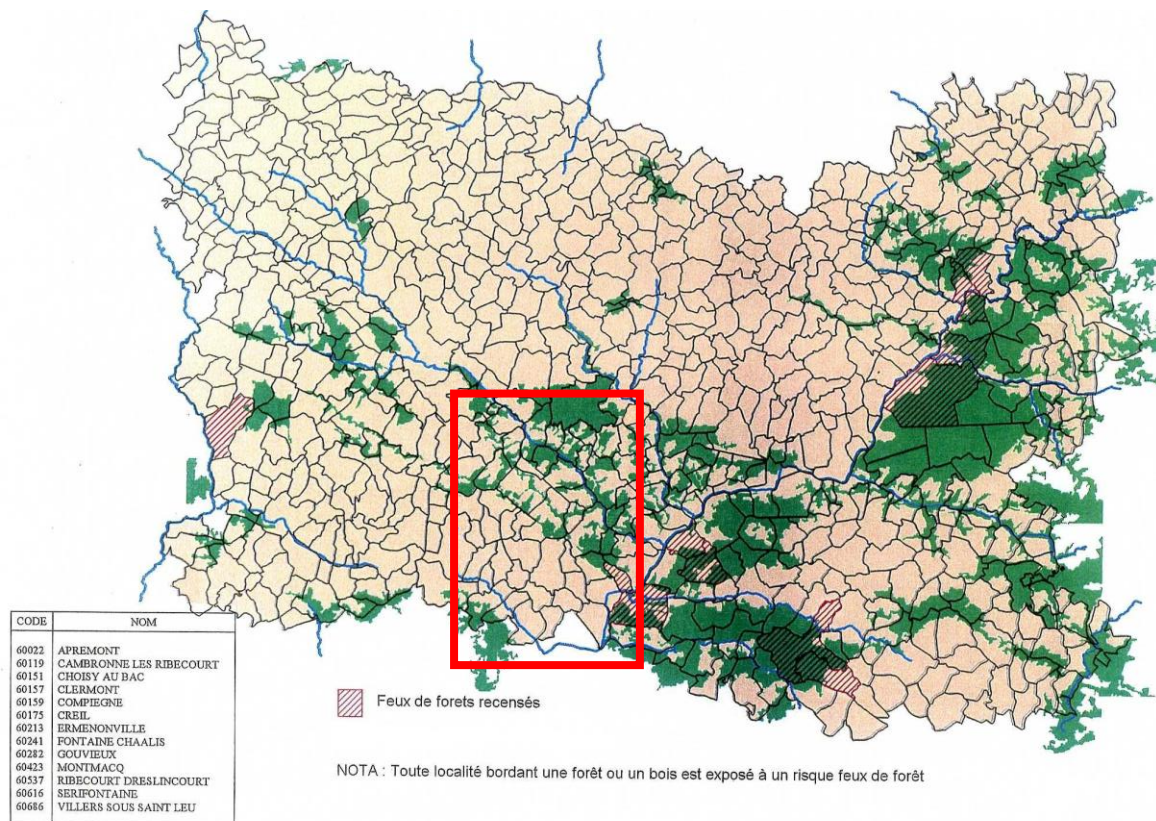 CODE NOM
60022 APREMONT
60119 CAMBRONNE LES RIBECOURT
60151 CHOISY AU BAC
60157 CLERMONT
60159 COMPIEGNE
60175 CREIL
60213 ERMENONVILLE
60241 FONTAINE CHAALIS
60282 GOUVIEUX
60423 MONTMACQ
60537 RIBECOURT DRESLINCOURT
60616 SERIFONTAINE
60686 VILLERS SOUS SAINT LEU
Feux de forets recensés
NOTA : Toute localité bordant une forêt ou un bois est exposé à un risque feux de forêt